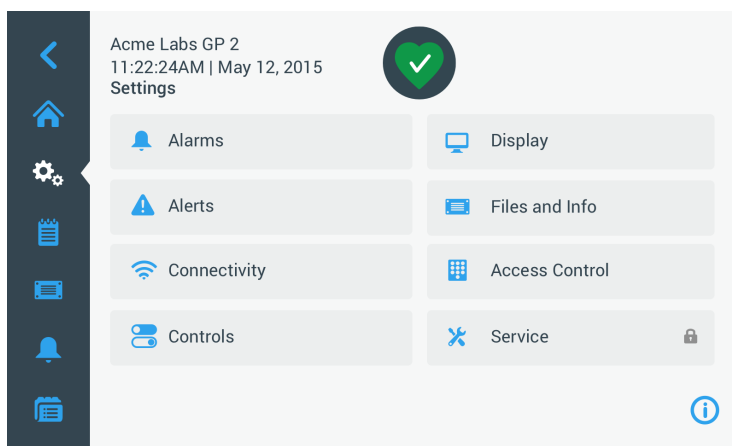 Acme Labs GP 2
11:22:24AM | May 12, 2015
Settings
Alarms
Display
Alerts
Files and Info
Connectivity
Access Control
Controls
Service